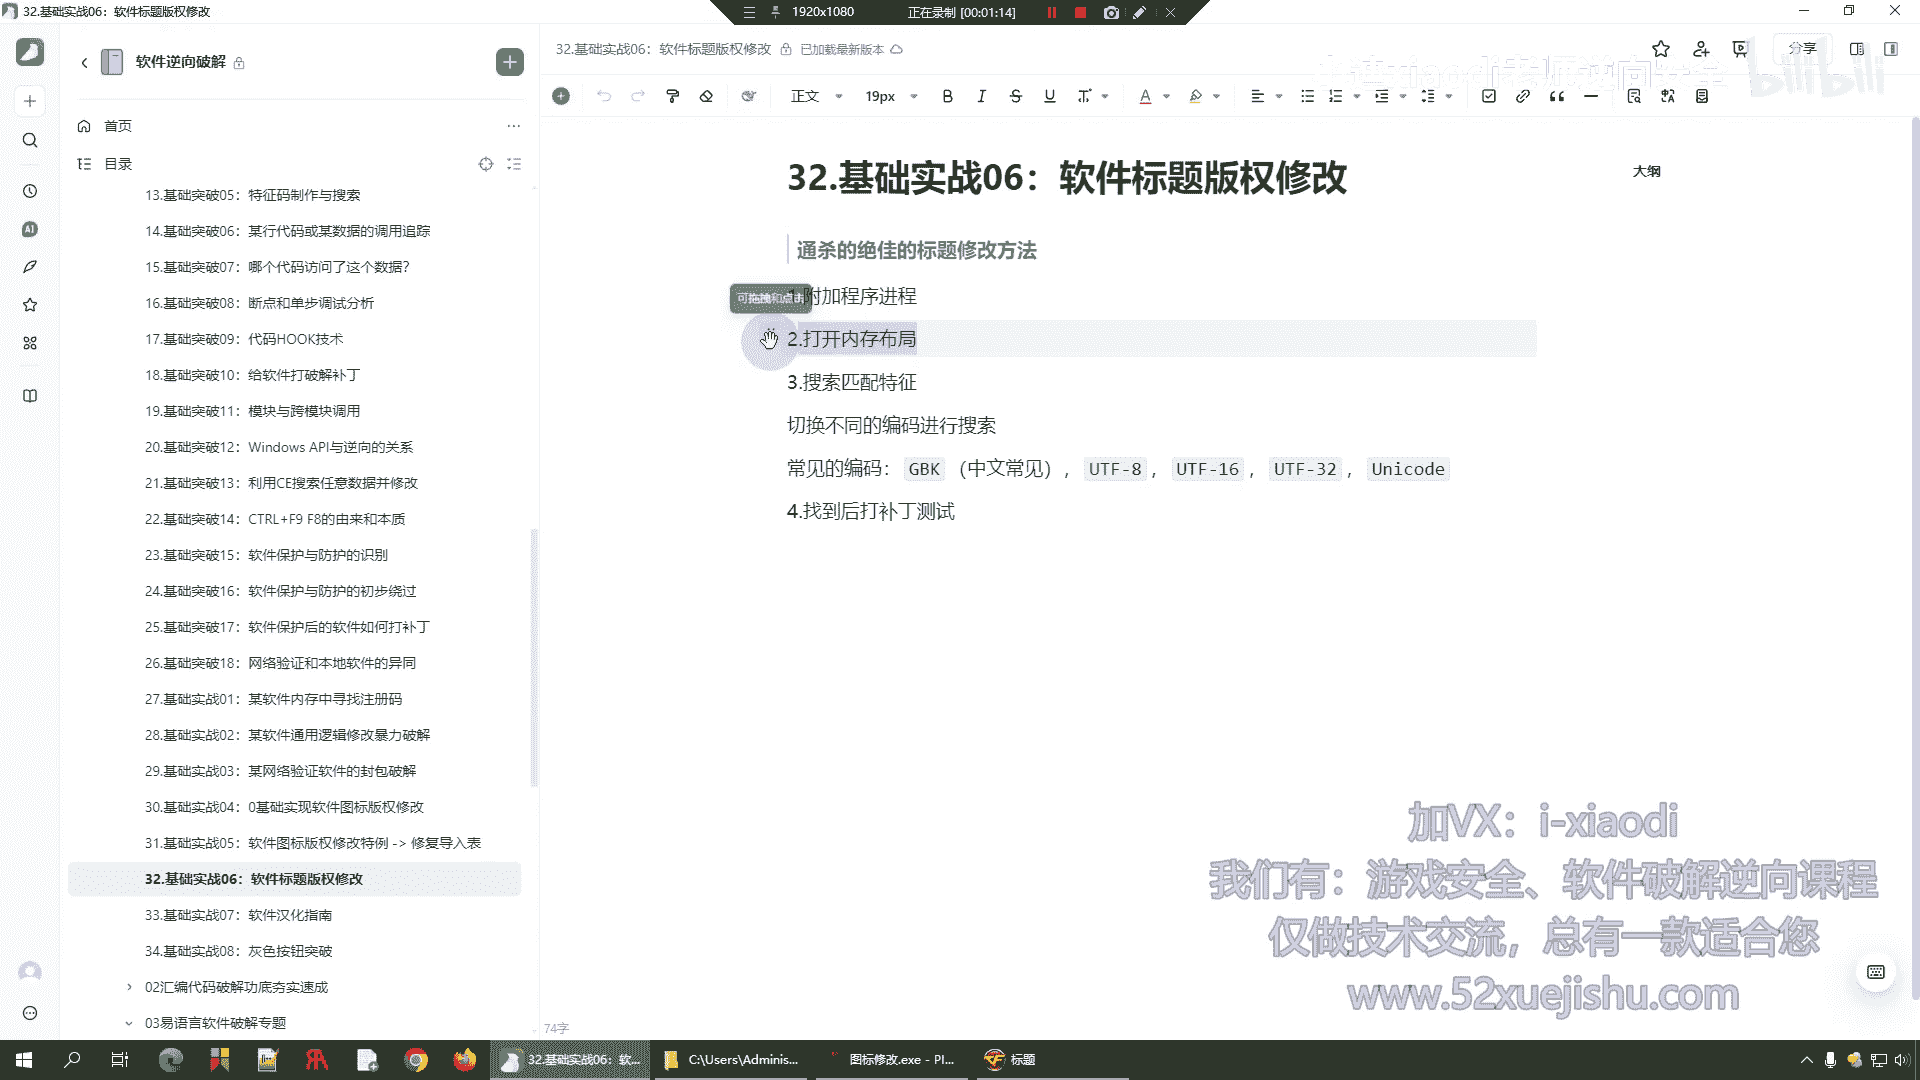 32.基础实战06：软件标题版权修改
1920x1080
正在录制 [00:01:14]
软件逆向破解
首页
目录
13.基础突破05：特征码制作与搜索
14.基础突破06：某行代码或某数据的调用追踪
15.基础突破07：哪个代码访问了这个数据?
16.基础突破08：断点和单步调试分析
17.基础突破09：代码HOOK技术
18.基础突破10：给软件打破解补丁
19.基础突破11：模块与跨模块调用
20.基础突破12：Windows API与逆向的关系
21.基础突破13：利用CE搜索任意数据并修改
22.基础突破14：CTRL+F9 F8的由来和本质
23.基础突破15：软件保护与防护的识别
24.基础突破16：软件保护与防护的初步绕过
25.基础突破17：软件保护后的软件如何打补丁
26.基础突破18：网络验证和本地软件的异同
27.基础实战01：某软件内存中寻找注册码
28.基础实战02：某软件通用逻辑修改暴力破解
29.基础实战03：某网络验证软件的封包破解
30.基础实战04：0基础实现软件图标版权修改
31.基础实战05：软件图标版权修改特例 -> 修复导入表
32.基础实战06：软件标题版权修改
33.基础实战07：软件汉化指南
34.基础实战08：灰色按钮突破
02汇编代码破解功底夯实速成
03易语言软件破解专题
32.基础实战06：软件标题版权修改 已加载最新版本
分享
bilibili
正文 19px
32.基础实战06：软件标题版权修改
大纲
通杀的绝佳的标题修改方法
可拖拽和点击
1.附加程序进程
2.打开内存布局
3.搜索匹配特征
切换不同的编码进行搜索
常见的编码： GBK （中文常见）， UTF-8 ， UTF-16 ， UTF-32 ， Unicode
4.找到后打补丁测试
加VX：i-xiaodi
我们有：游戏安全、软件破解逆向课程
仅做技术交流，总有一款适合您
www.52xuejishu.com
74字
32.基础实战06：软...
C:\Users\Adminis...
图标修改.exe - PI...
标题